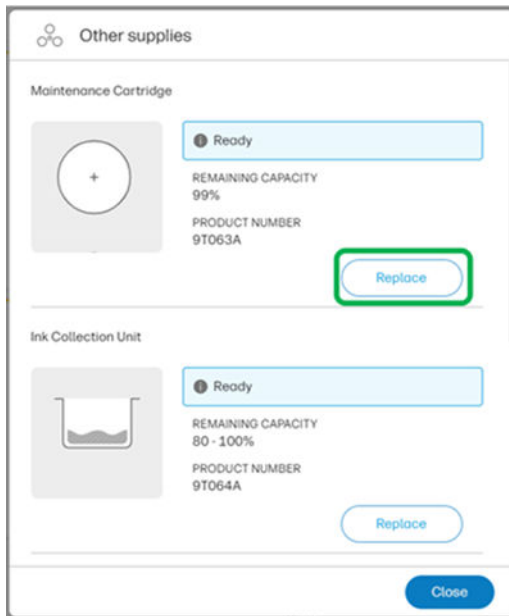 Other supplies
Maintenance Cartridge
Ready
REMAINING CAPACITY
99%
PRODUCT NUMBER
9T063A
Replace
Ink Collection Unit
Ready
REMAINING CAPACITY
80 - 100%
PRODUCT NUMBER
9T064A
Replace
Close